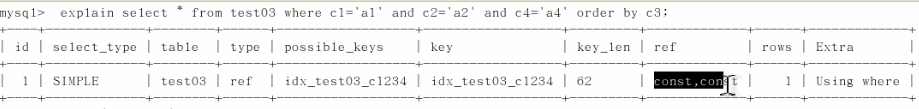 mysql> explain select * from test03 where c1='a1' and c2='a2' and c4='a4' order by c3;
| id | select_type | table | type | possible_keys | key | key_len | ref | rows | Extra
| 1 | SIMPLE | test03 | ref | idx_test03_c1234 | idx_test03_c1234 | 62 | const,const | 1 | Using where